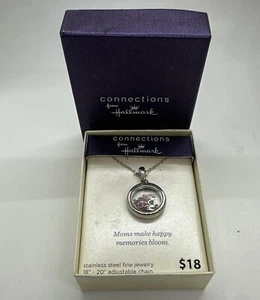 connections
from Hallmark
connections
from Hallmark
Moms make happy
memories bloom.
stainless steel fine jewelry
18" - 20" adjustable chain
$18